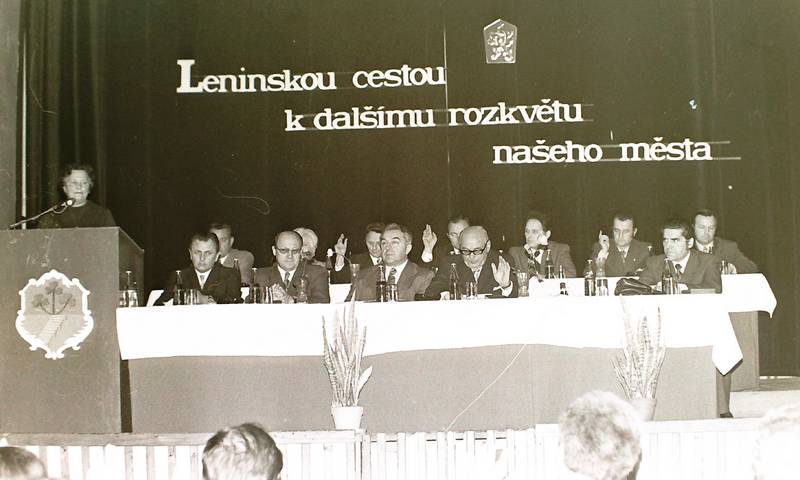 Leninskou cestou
k dalšímu rozkvětu
našeho města